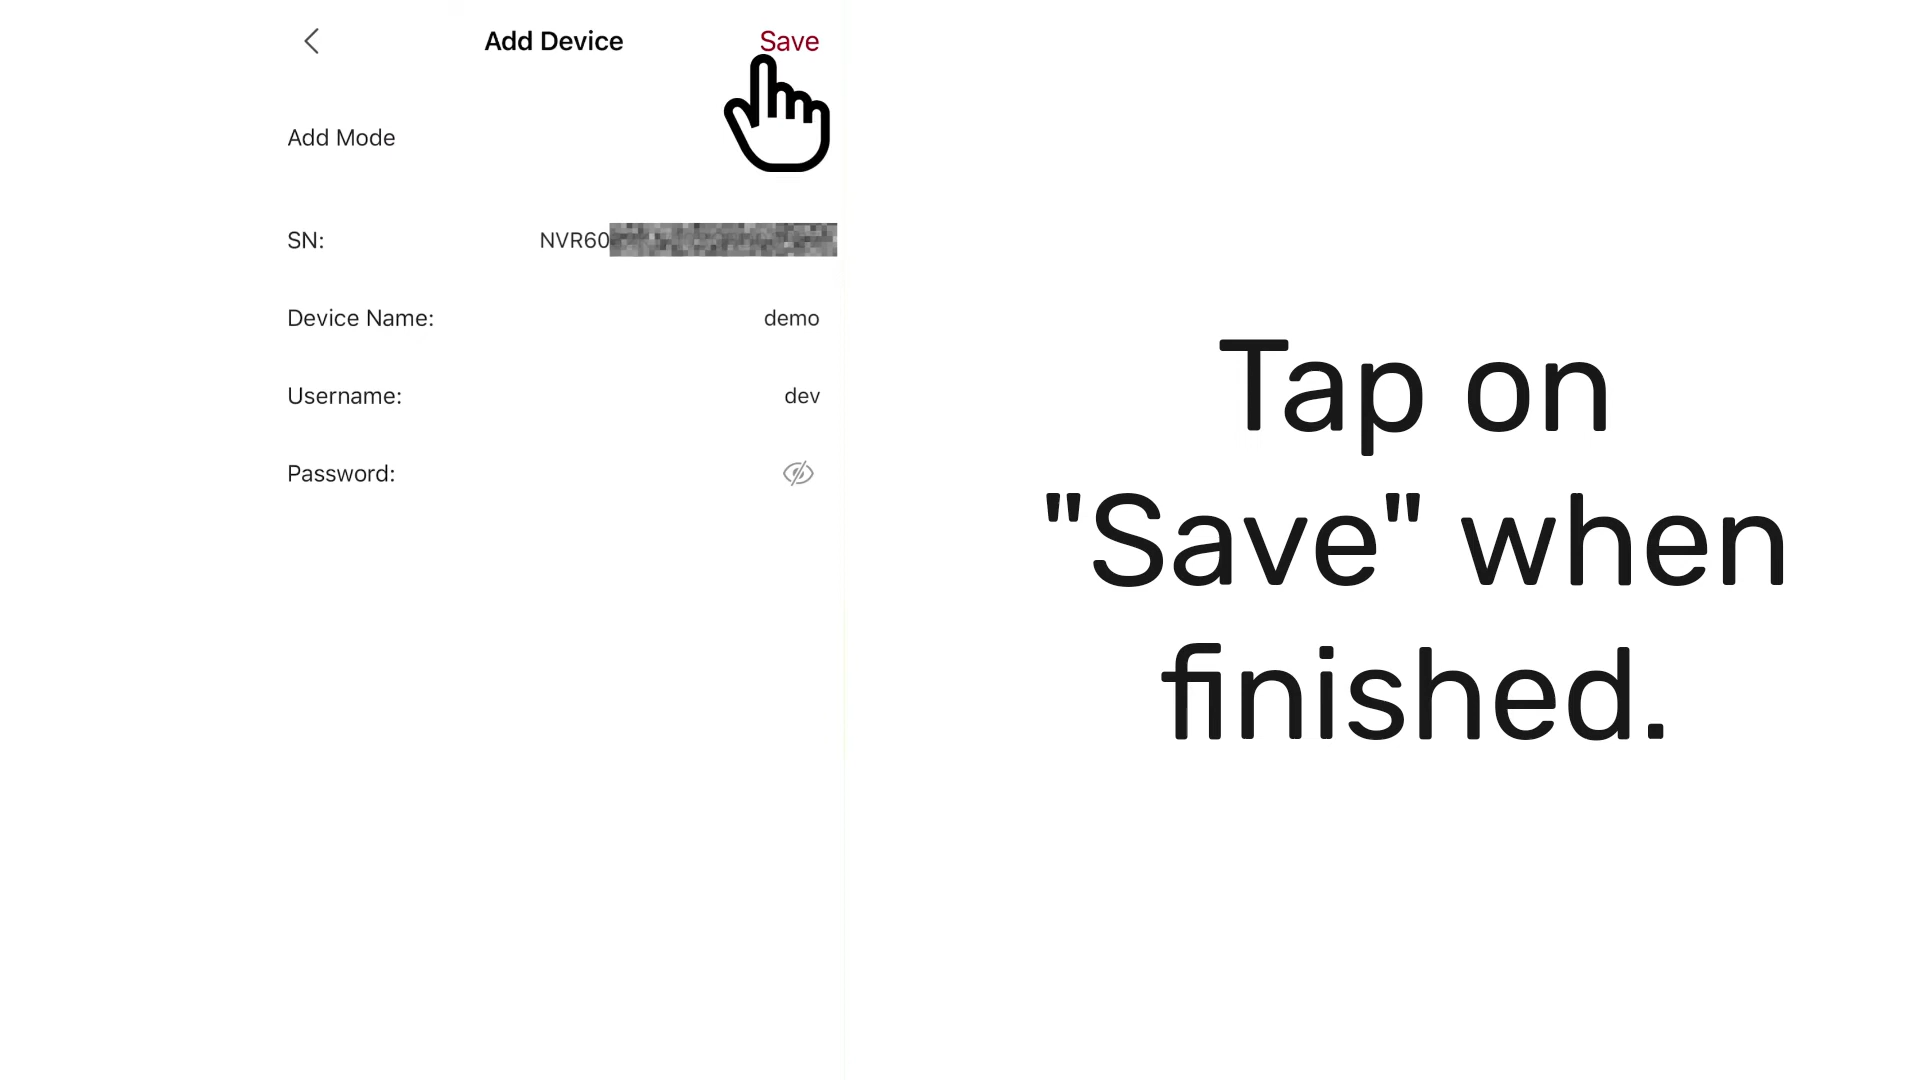 Add Device
Save
Add Mode
SN:
NVR60
Device Name:
demo
Username:
dev
Password:
Tap on
"Save" when
finished.